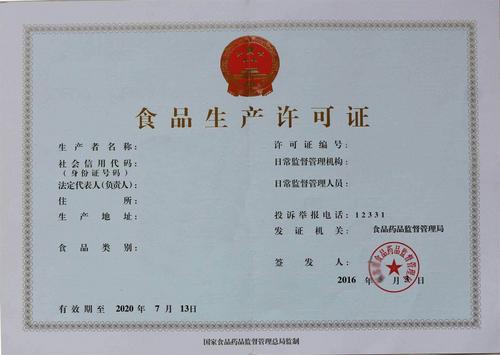 食品生产许可证
生产者名称:
社会信用代码:
(身份证号码)
法定代表人(负责人):
住 所:
生产地址:
食品类别:
许可证编号:
日常监督管理机构:
日常监督管理人员:
投诉举报电话: 12331
发证机关: 食品药品监督管理局
签发人:
2016 年 月 日
有效期至 2020 年 7 月 13日
国家食品药品监督管理总局监制